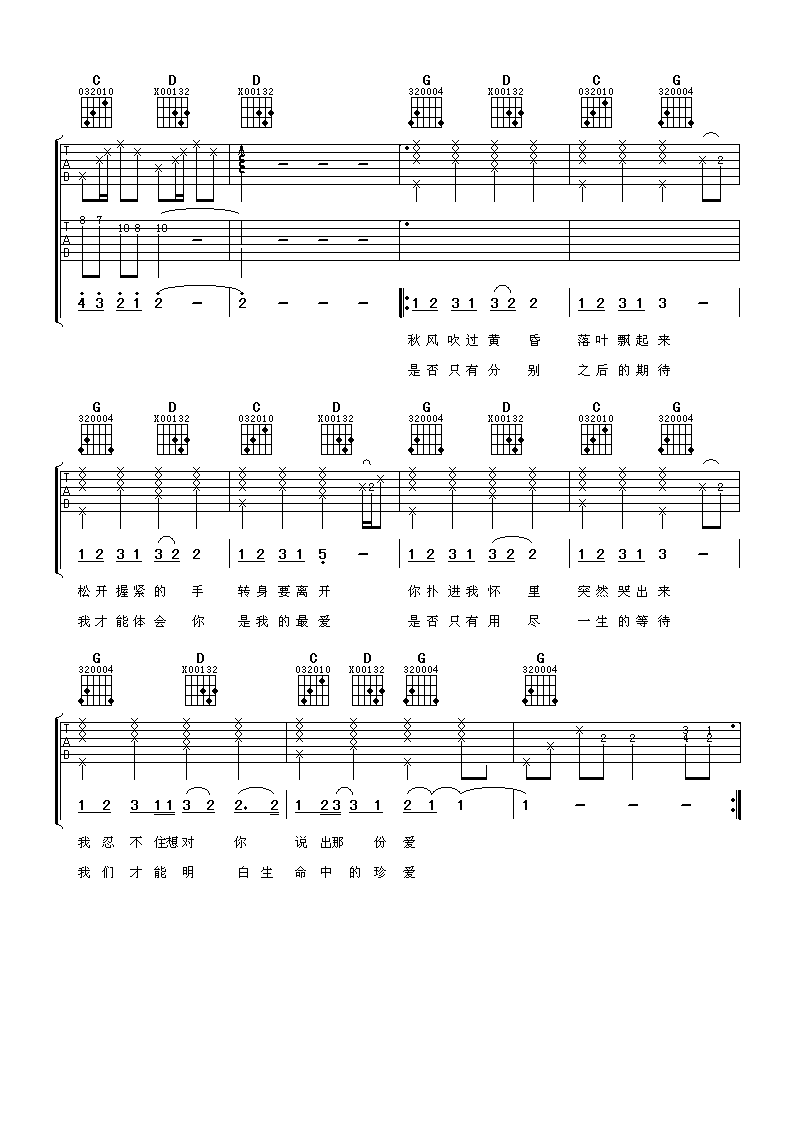 C D D G D C G
032010 X00132 X00132 320004 X00132 032010 320004
T A B 2
T A B 8 7 10 8 10
4 3 2 1 2 - 2 - - - 1 2 3 1 3 2 2 1 2 3 1 3 -
秋风吹过黄 昏 落叶飘起来
是否只有分 别 之后的期待
G D C D G D C G
320004 X00132 032010 X00132 320004 X00132 032010 320004
T A B 2 2
1 2 3 1 3 2 2 1 2 3 1 5 - 1 2 3 1 3 2 2 1 2 3 1 3 -
松开握紧的 手 转身要离开 你扑进我怀 里 突然哭出来
我才能体会 你 是我的最爱 是否只有用 尽 一生的等待
G D C D G G
320004 X00132 032010 X00132 320004 320004
T A B 2 2 3 4 1 2
1 2 3 1 1 3 2 2. 2 1 2 3 3 1 2 1 1 1 - - -
我 忍 不 住想对 你 说 出那 份 爱
我们 才能 明 白生 命中 的珍 爱